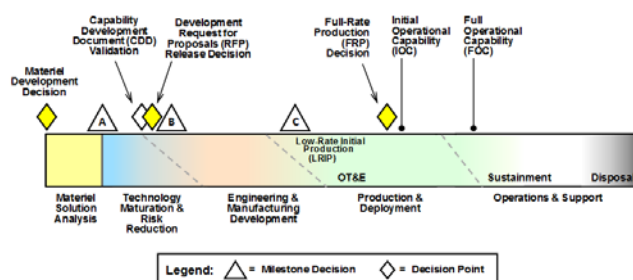 Capability
Development
Document (CDD)
Validation
Development
Request for
Proposals (RFP)
Release Decision
Full-Rate
Production
(FRP)
Decision
Initial
Operational
Capability
(IOC)
Full
Operational
Capability
(FOC)
Materiel
Development
Decision
A
B
C
Low-Rate Initial
Production
(LRIP)
OT&E
Sustainment
Disposal
Materiel
Solution
Analysis
Technology
Maturation &
Risk
Reduction
Engineering &
Manufacturing
Development
Production &
Deployment
Operations & Support
Legend:
= Milestone Decision
= Decision Point